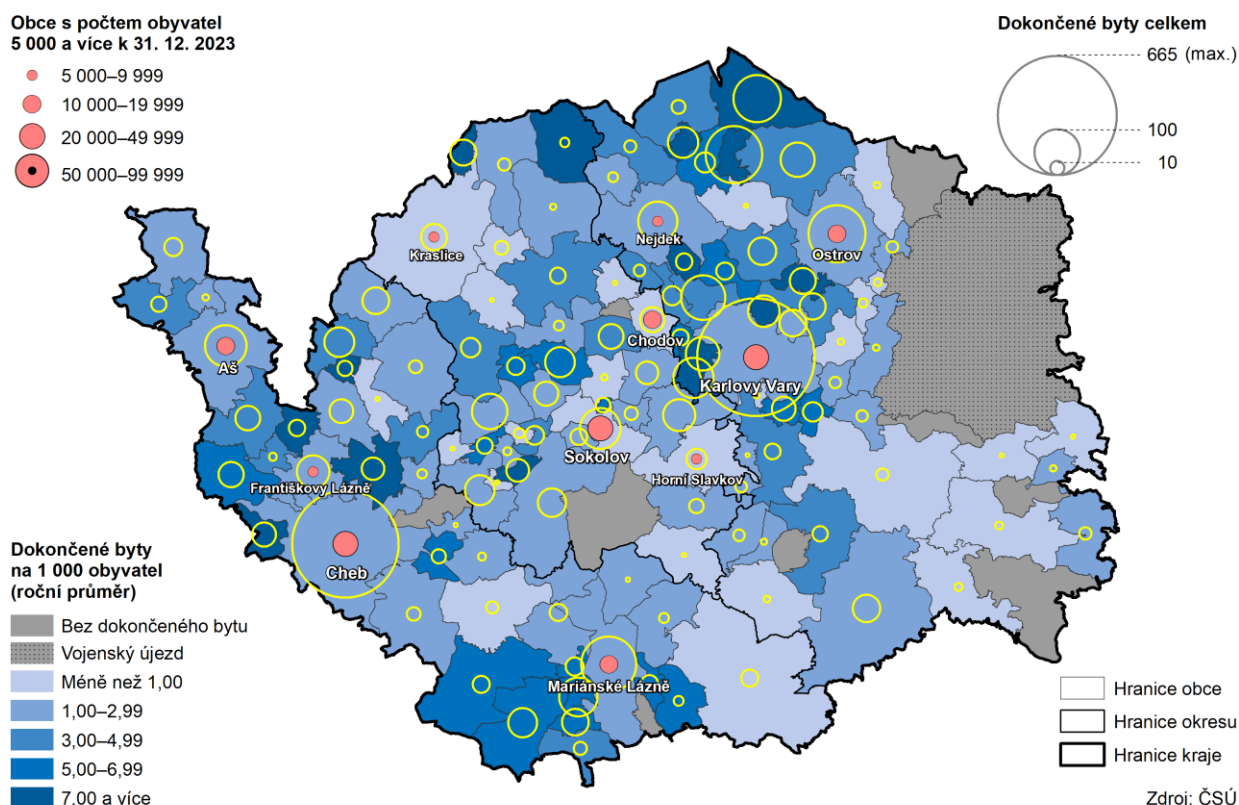 Obce s počtem obyvatel
5 000 a více k 31. 12. 2023
5 000–9 999
10 000–19 999
20 000–49 999
50 000–99 999
Dokončené byty celkem
665 (max.)
100
10
Kraslice
Nejdek
Ostrov
Aš
Chodov
Karlovy Vary
Sokolov
Františkovy Lázně
Horní Slavkov
Cheb
Mariánské Lázně
Dokončené byty
na 1 000 obyvatel
(roční průměr)
Bez dokončeného bytu
Vojenský újezd
Méně než 1,00
1,00–2,99
3,00–4,99
5,00–6,99
7.00 a více
Hranice obce
Hranice okresu
Hranice kraje
Zdroj: ČSÚ